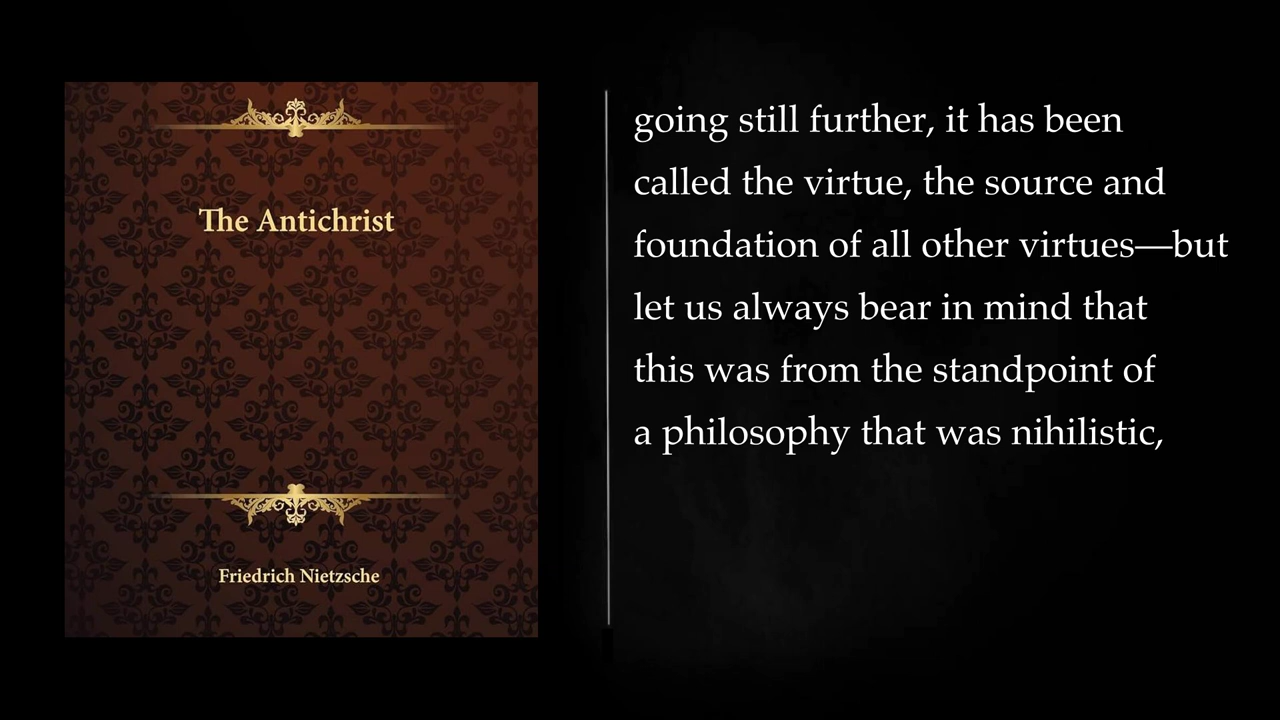 The Antichrist
Friedrich Nietzsche
going still further, it has been
called the virtue, the source and
foundation of all other virtues—but
let us always bear in mind that
this was from the standpoint of
a philosophy that was nihilistic,